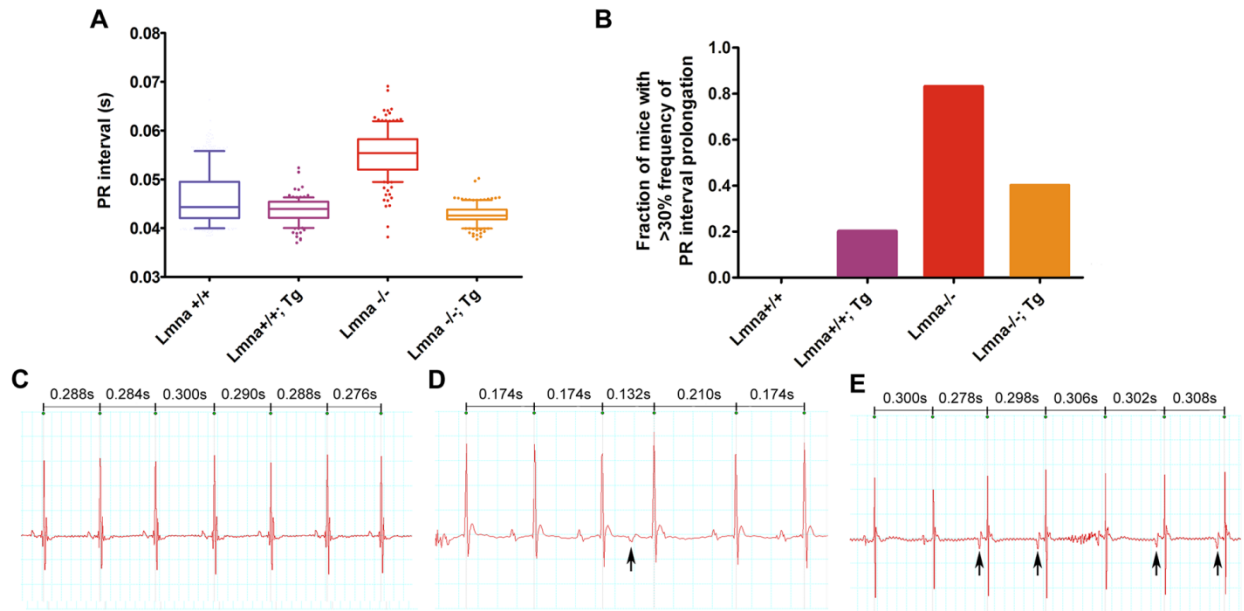 A
PR interval (s)
0.08
0.07
0.06
0.05
0.04
0.03
Lmna +/+
Lmna+/+; Tg
Lmna -/-
Lmna -/-; Tg
B
Fraction of mice with
>30% frequency of
PR interval prolongation
1.0
0.8
0.6
0.4
0.2
0.0
Lmna+/+
Lmna+/+; Tg
Lmna-/-
Lmna-/-; Tg
C
0.288s 0.284s 0.300s 0.290s 0.288s 0.276s
D
0.174s 0.174s 0.132s 0.210s 0.174s
E
0.300s 0.278s 0.298s 0.306s 0.302s 0.308s